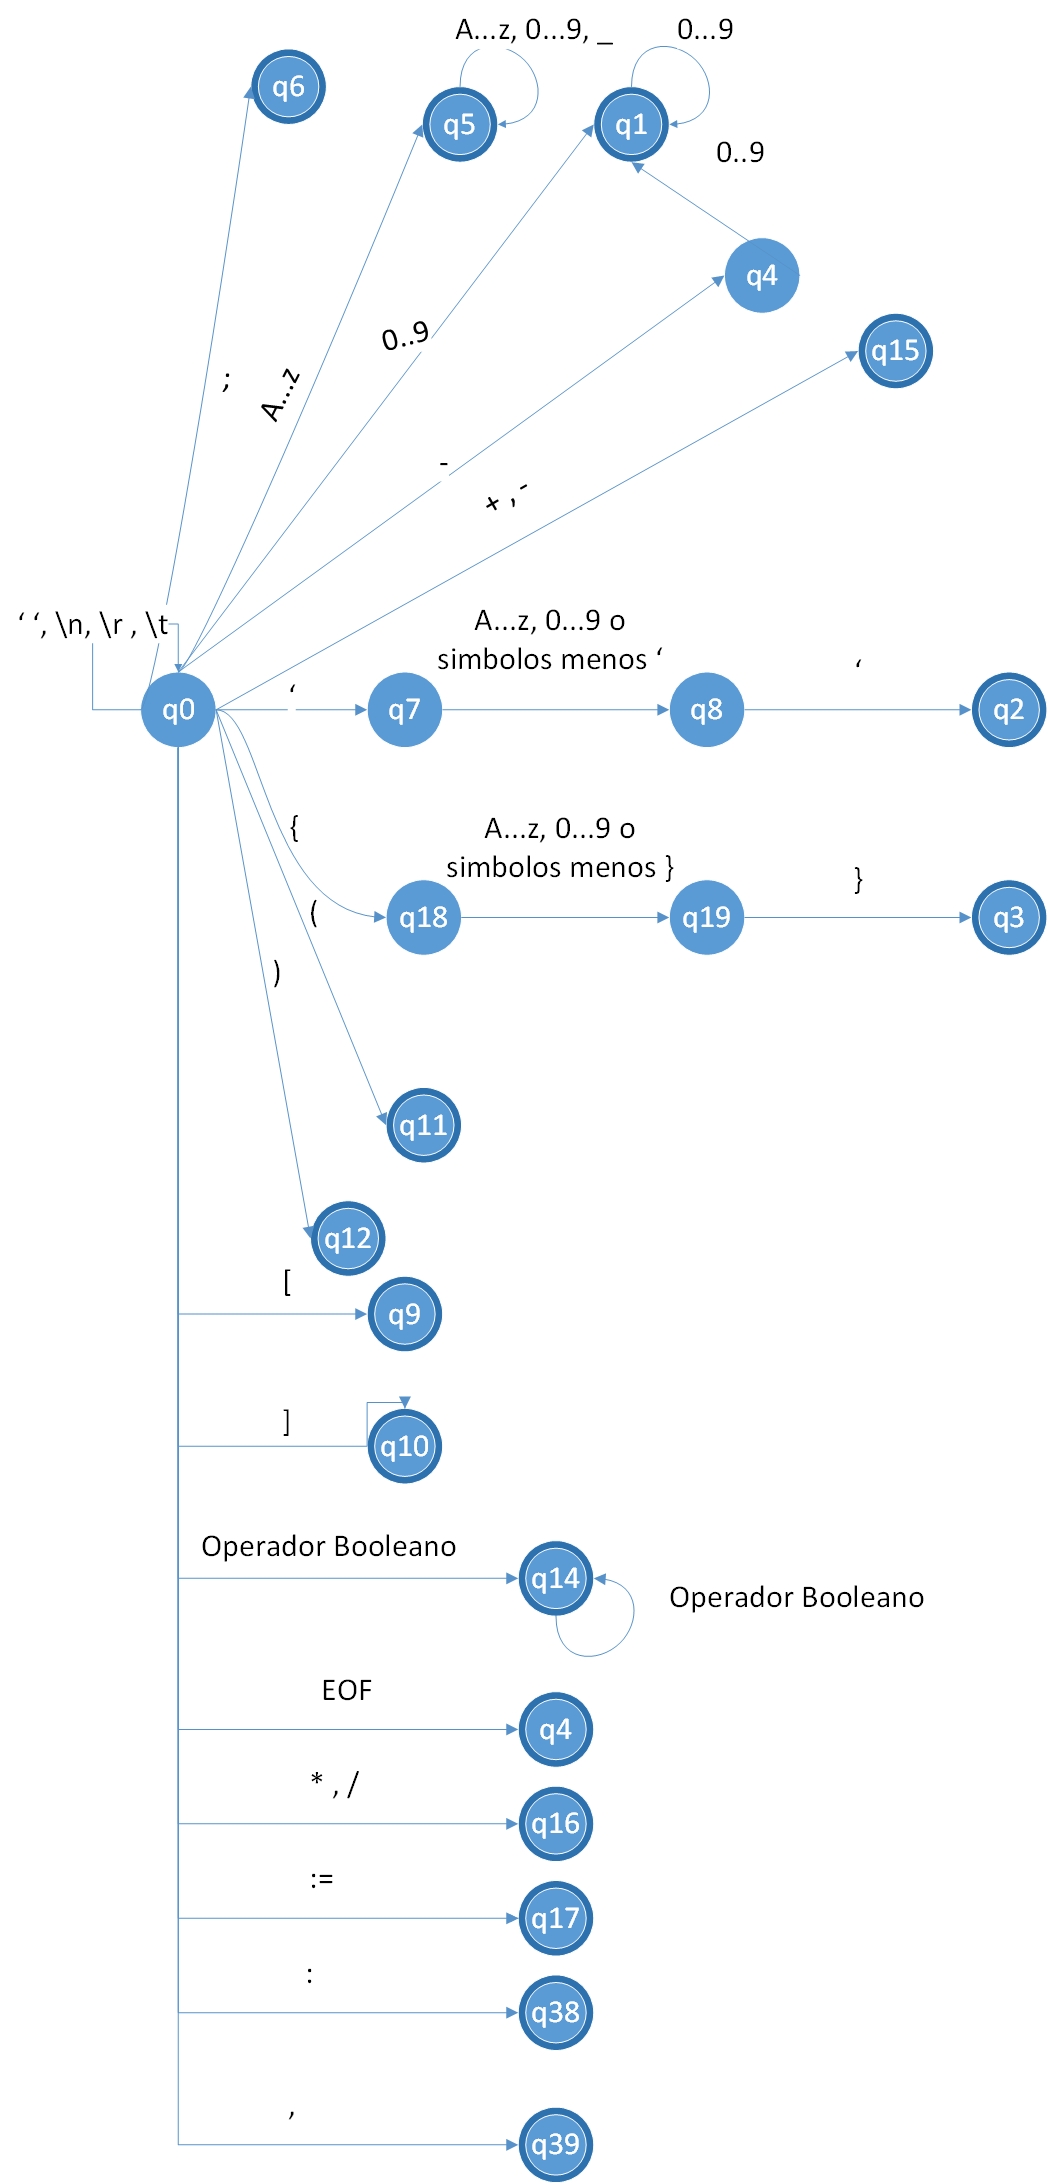 A...z, 0...9, _
0...9
q6
q5
q1
0..9
q4
q15
0..9
;
A...z
-
+ , -
‘ ‘, \n, \r , \t
A...z, 0...9 o
simbolos menos ‘
‘
‘
q0
q7
q8
q2
{
A...z, 0...9 o
simbolos menos }
}
(
q18
q19
q3
)
q11
q12
[
q9
]
q10
Operador Booleano
q14
Operador Booleano
EOF
q4
* , /
q16
:=
q17
:
q38
,
q39